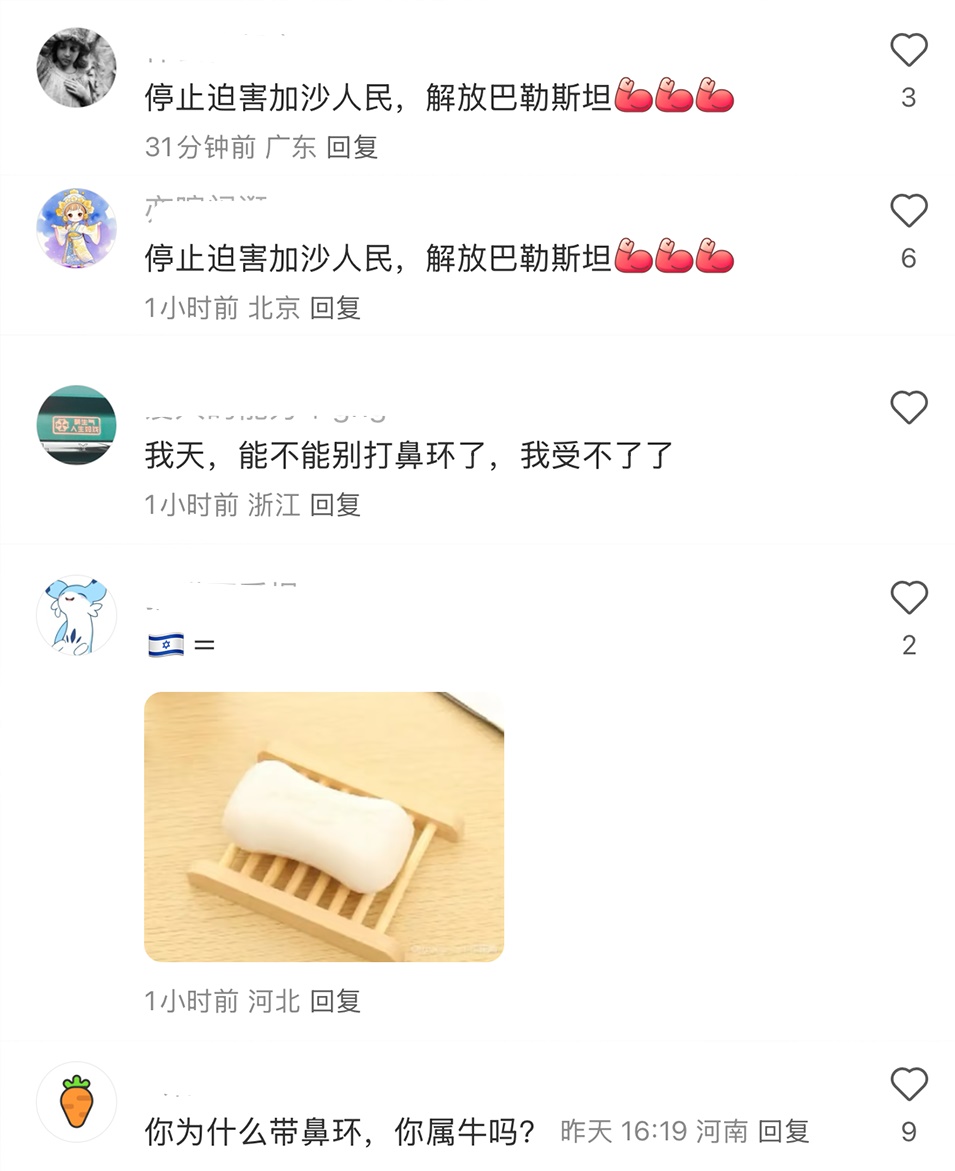 停止迫害加沙人民，解放巴勒斯坦
3
31分钟前 广东 回复
停止迫害加沙人民，解放巴勒斯坦
6
1小时前 北京 回复
我天，能不能别打鼻环了，我受不了了
1小时前 浙江 回复
🇮🇱 =
2
1小时前 河北 回复
你为什么带鼻环，你属牛吗？ 昨天 16:19 河南 回复
9